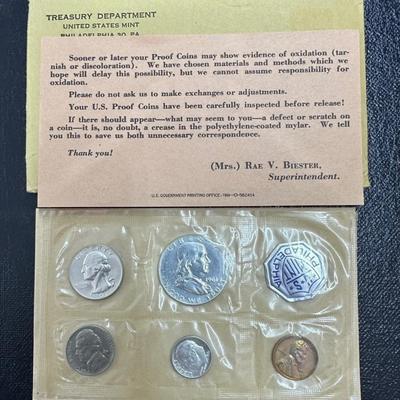 TREASURY DEPARTMENT
UNITED STATES MINT
PHILADELPHIA 30, PA.
Sooner or later your Proof Coins may show evidence of oxidation (tar-
nish or discoloration). We have chosen materials and methods which we
hope will delay this possibility, but we cannot assume responsibility for
oxidation.
Please do not ask us to make exchanges or adjustments.
Your U.S. Proof Coins have been carefully inspected before release!
If there should appear—what may seem to you—a defect or scratch on
a coin—it is, no doubt, a crease in the polyethylene-coated mylar. We tell
you this to save us both unnecessary correspondence.
Thank you!
(Mrs.) RAE V. BIESTER,
Superintendent.
U.S. GOVERNMENT PRINTING OFFICE
PHILADELPHIA
U.S.